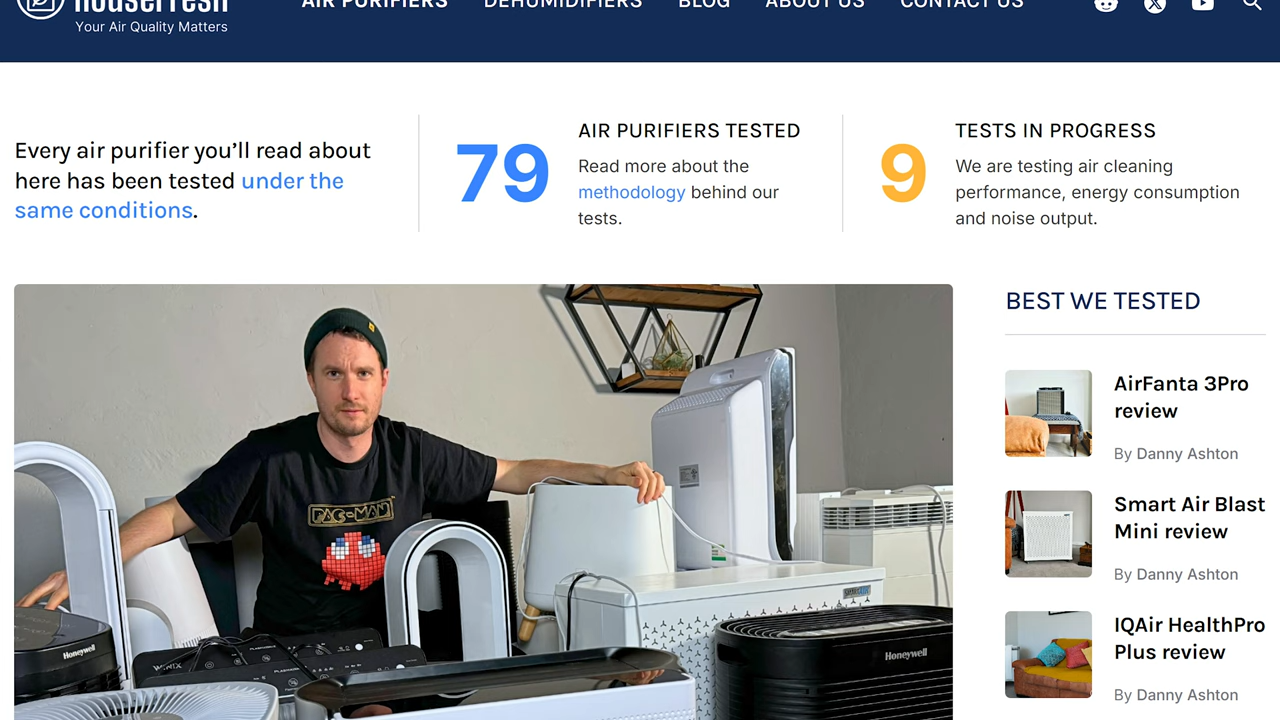 HouseFresh
Your Air Quality Matters
AIR PURIFIERS
DEHUMIDIFIERS
BLOG
ABOUT US
CONTACT US
Every air purifier you’ll read about
here has been tested under the
same conditions.
79
AIR PURIFIERS TESTED
Read more about the
methodology behind our
tests.
9
TESTS IN PROGRESS
We are testing air cleaning
performance, energy consumption
and noise output.
PAC-MAN
Honeywell
WINIX
Honeywell
BEST WE TESTED
AirFanta 3Pro
review
By Danny Ashton
Smart Air Blast
Mini review
By Danny Ashton
IQAir HealthPro
Plus review
By Danny Ashton